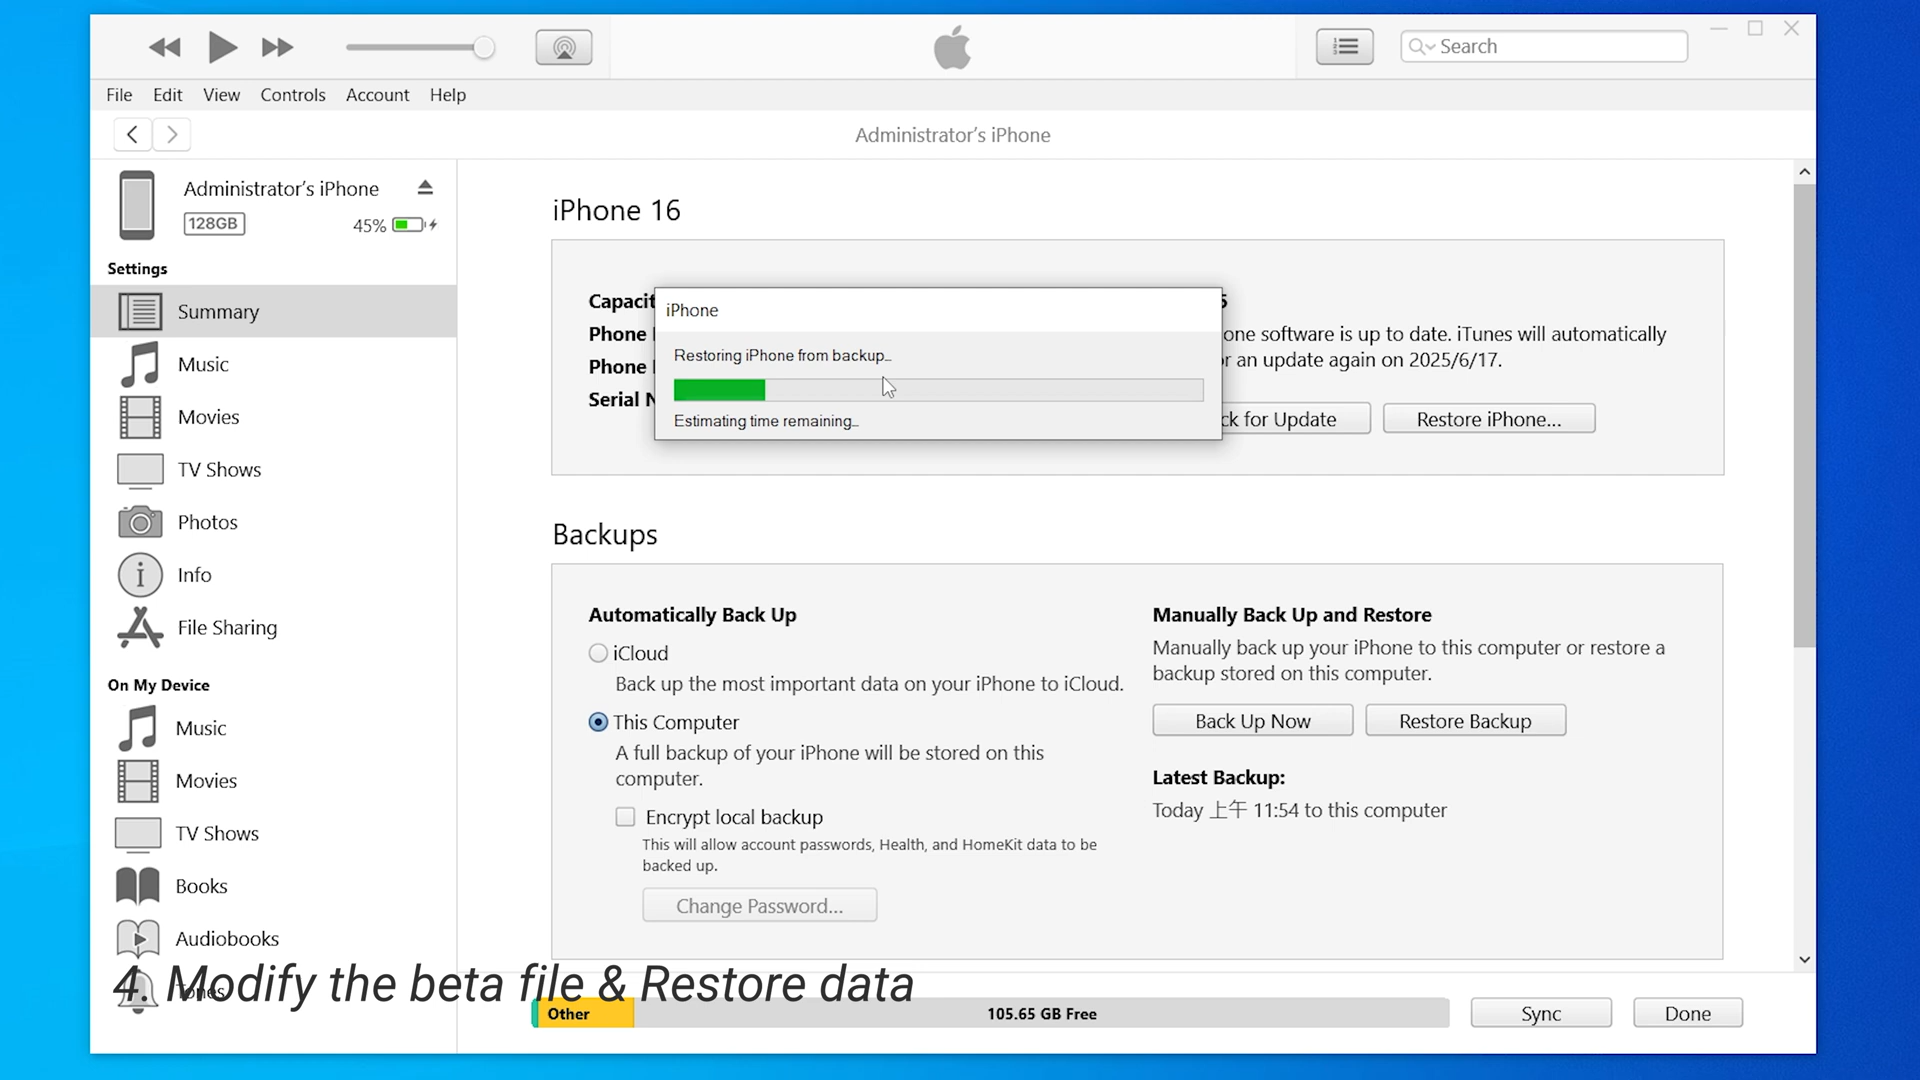 Search
File Edit View Controls Account Help
Administrator's iPhone
Administrator's iPhone
128GB
45%
Settings
Summary
Music
Movies
TV Shows
Photos
Info
File Sharing
On My Device
Music
Movies
TV Shows
Books
Audiobooks
Tones
iPhone 16
Capacit
Phone
Phone
Serial N
iPhone
Restoring iPhone from backup...
Estimating time remaining...
one software is up to date. iTunes will automatically
an update again on 2025/6/17.
ck for Update
Restore iPhone...
Backups
Automatically Back Up
iCloud
Back up the most important data on your iPhone to iCloud.
This Computer
A full backup of your iPhone will be stored on this
computer.
Encrypt local backup
This will allow account passwords, Health, and HomeKit data to be
backed up.
Change Password...
Manually Back Up and Restore
Manually back up your iPhone to this computer or restore a
backup stored on this computer.
Back Up Now
Restore Backup
Latest Backup:
Today 上午 11:54 to this computer
4. Modify the beta file & Restore data
Other
105.65 GB Free
Sync
Done